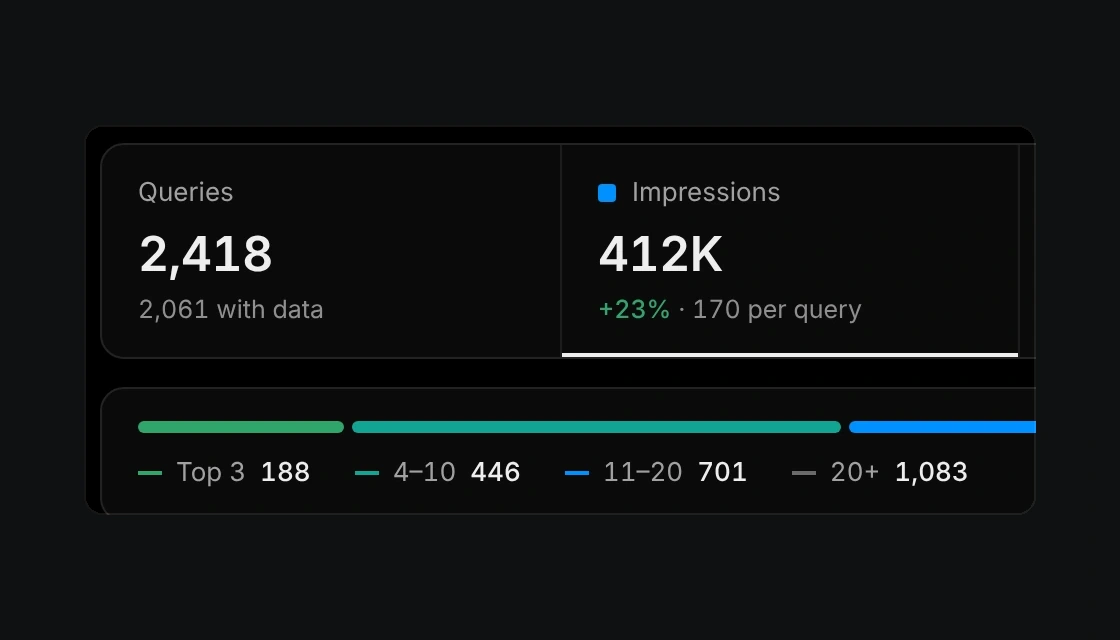 Queries
2,418
2,061 with data
Impressions
412K
+23% · 170 per query
Top 3 188
4–10 446
11–20 701
20+ 1,083